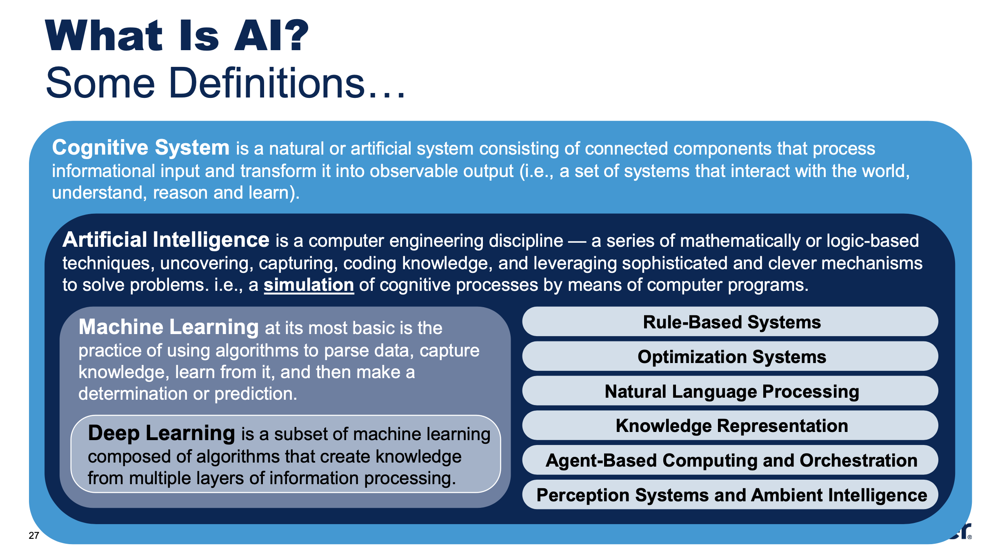 What Is AI?
Some Definitions…
Cognitive System is a natural or artificial system consisting of connected components that process
informational input and transform it into observable output (i.e., a set of systems that interact with the world,
understand, reason and learn).
Artificial Intelligence is a computer engineering discipline — a series of mathematically or logic-based
techniques, uncovering, capturing, coding knowledge, and leveraging sophisticated and clever mechanisms
to solve problems. i.e., a simulation of cognitive processes by means of computer programs.
Machine Learning at its most basic is the
practice of using algorithms to parse data, capture
knowledge, learn from it, and then make a
determination or prediction.
Deep Learning is a subset of machine learning
composed of algorithms that create knowledge
from multiple layers of information processing.
Rule-Based Systems
Optimization Systems
Natural Language Processing
Knowledge Representation
Agent-Based Computing and Orchestration
Perception Systems and Ambient Intelligence
27